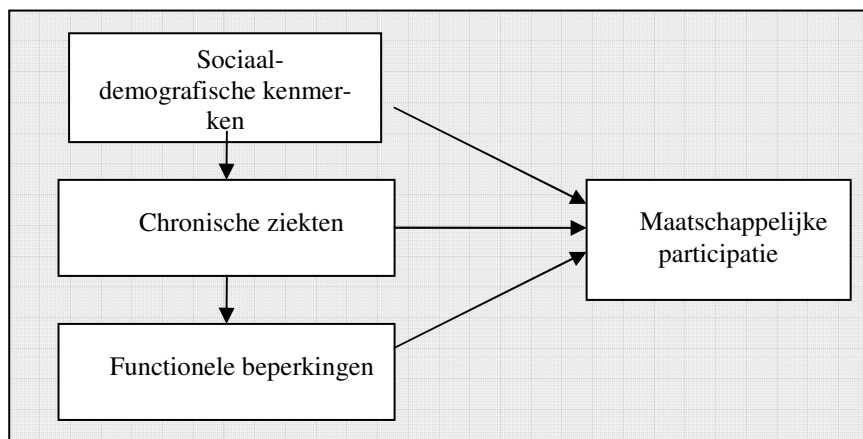 Sociaal-
demografische kenmer-
ken
Chronische ziekten
Maatschappelijke
participatie
Functionele beperkingen